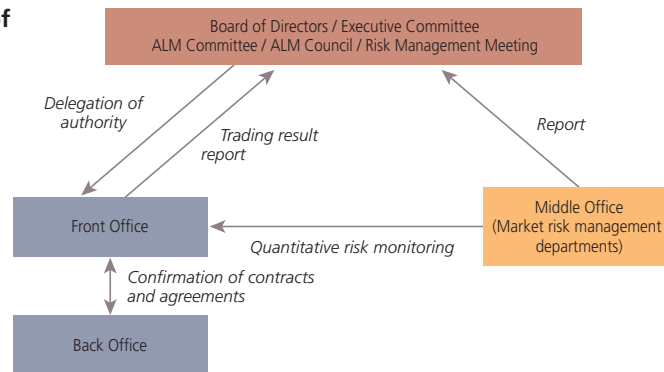 of
Board of Directors / Executive Committee
ALM Committee / ALM Council / Risk Management Meeting
Delegation of
authority
Trading result
report
Report
Front Office
Middle Office
(Market risk management
departments)
Quantitative risk monitoring
Confirmation of contracts
and agreements
Back Office